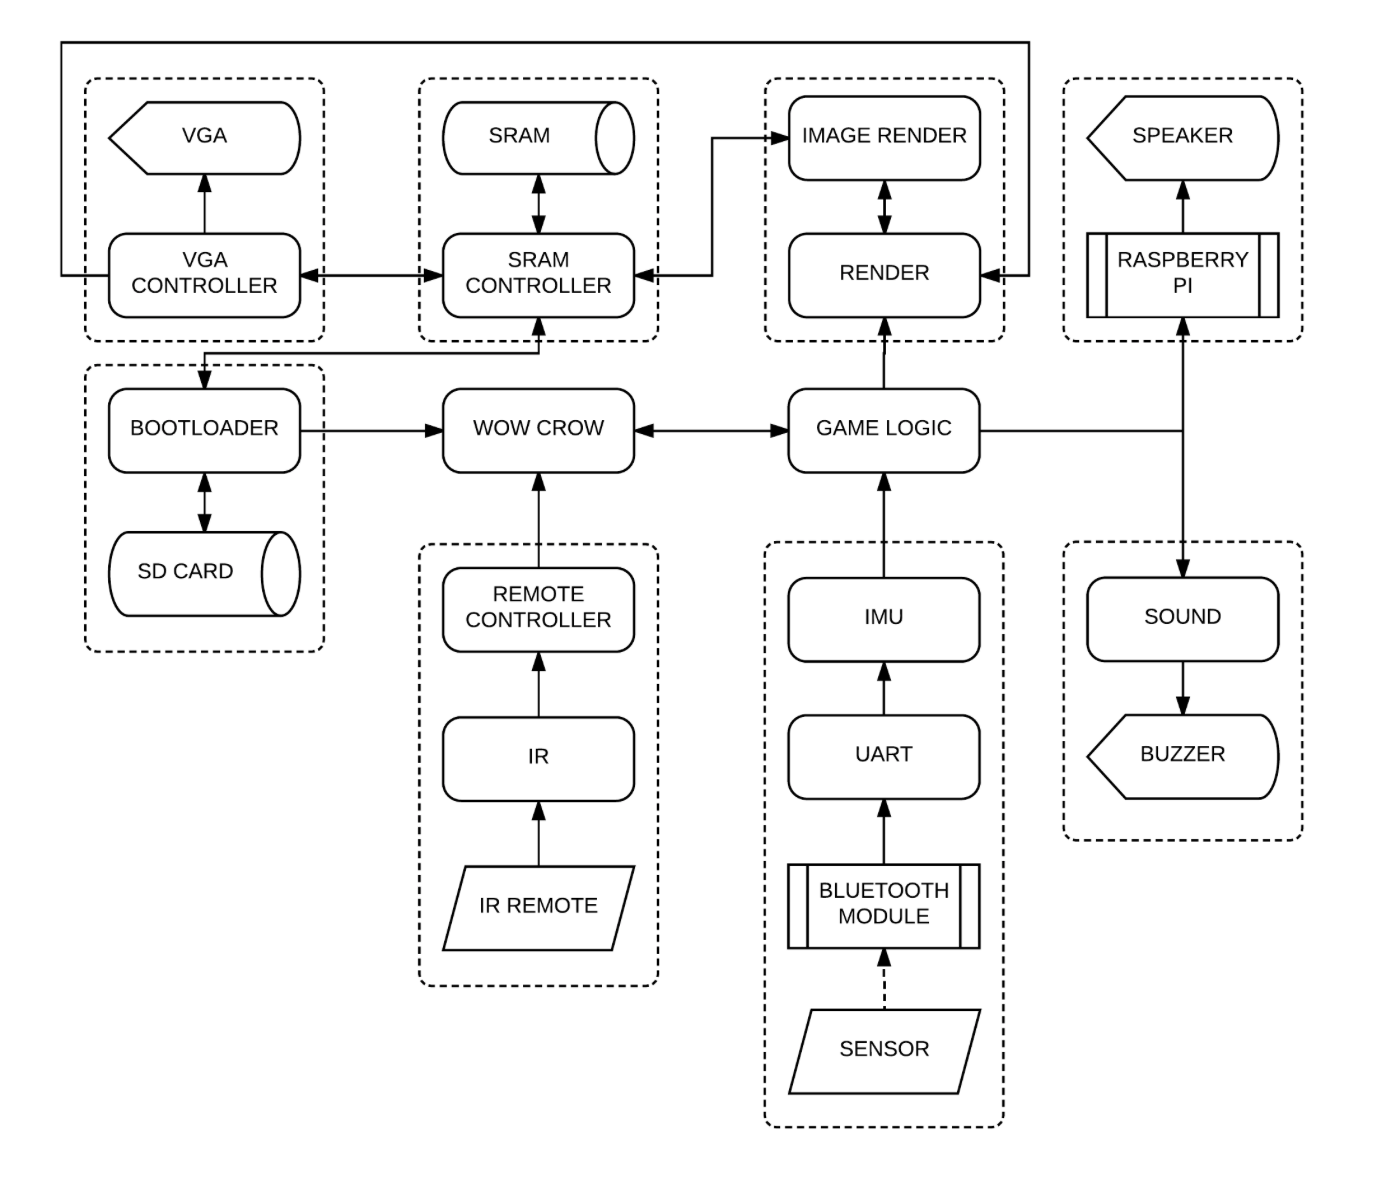 VGA
SRAM
IMAGE RENDER
SPEAKER
VGA
CONTROLLER
SRAM
CONTROLLER
RENDER
RASPBERRY
PI
BOOTLOADER
WOW CROW
GAME LOGIC
SD CARD
REMOTE
CONTROLLER
IMU
SOUND
IR
UART
BUZZER
IR REMOTE
BLUETOOTH
MODULE
SENSOR